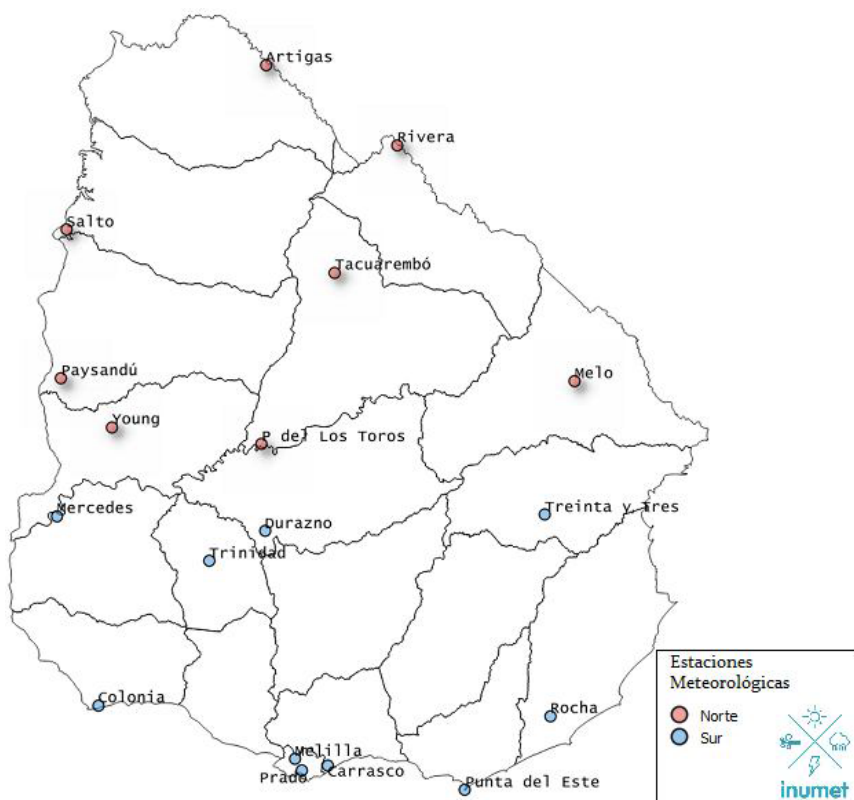 Artigas
Rivera
Salto
Tacuarembó
Paysandú
Melo
Young
P del Los Toros
Mercedes
Treinta y Tres
Durazno
Trinidad
Colonia
Rocha
Melilla
Prado
Carrasco
Punta del Este
Estaciones
Meteorológicas
Norte
Sur
inumet